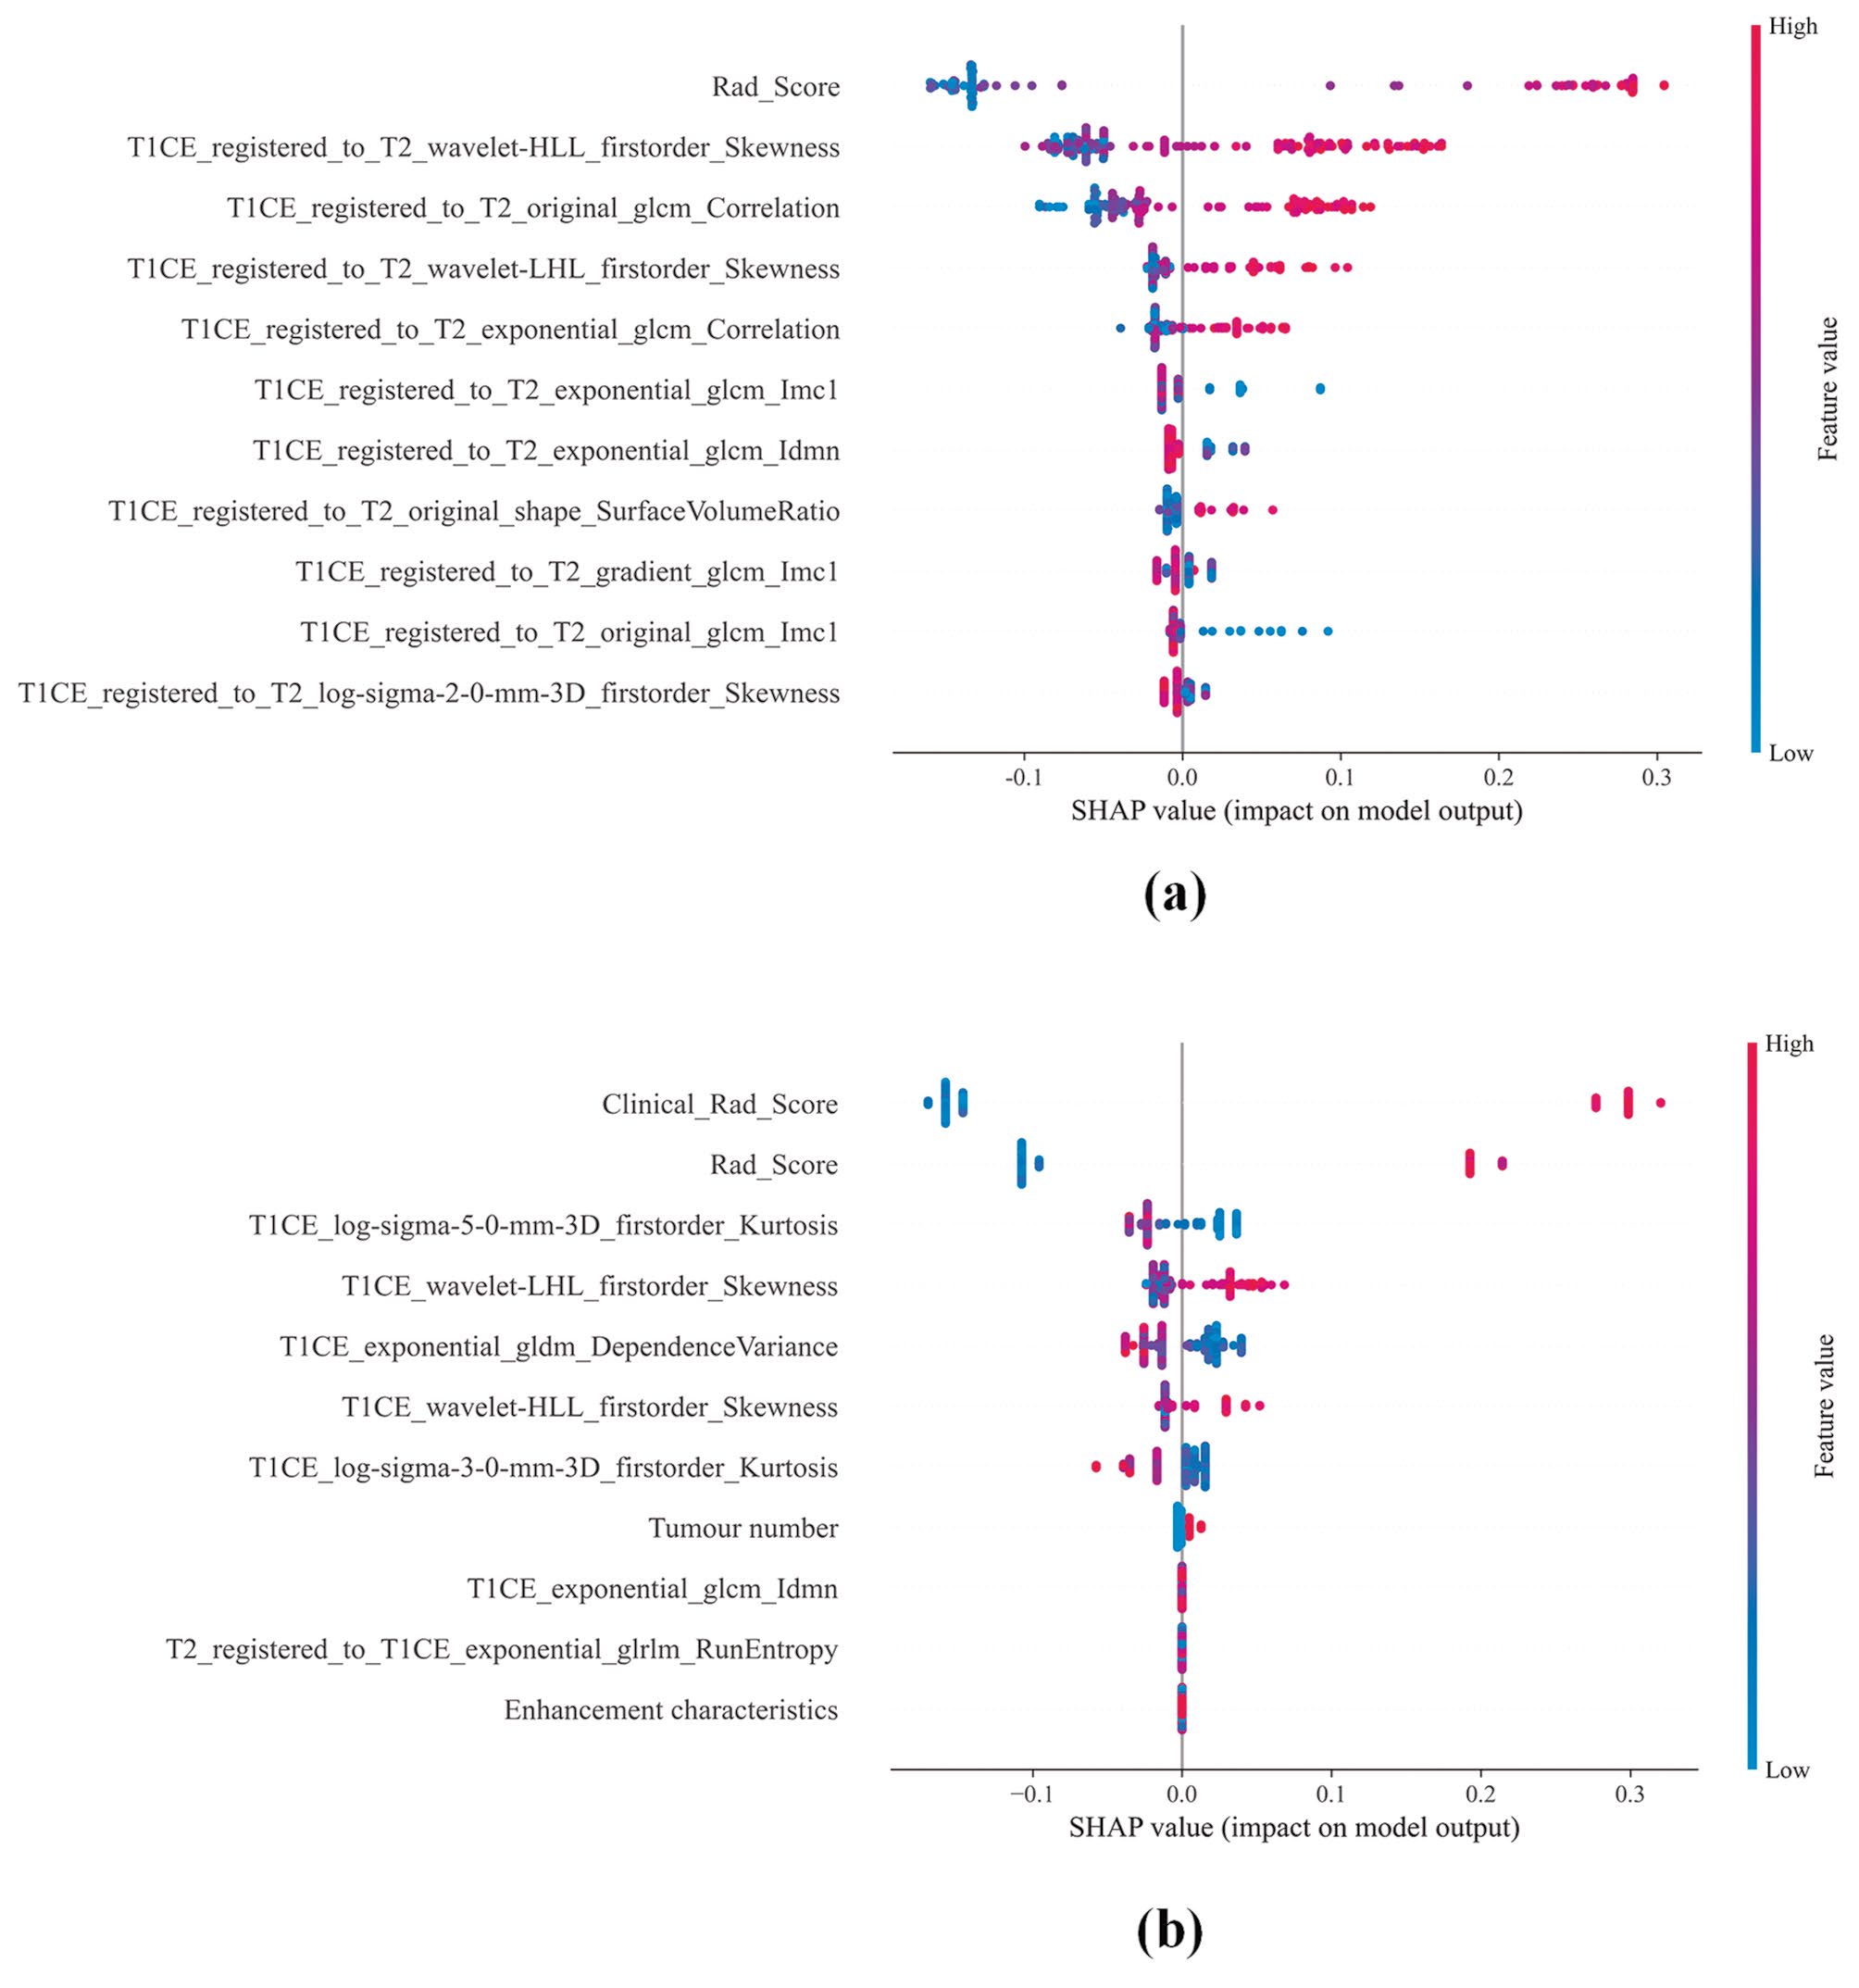 High
Rad_Score
T1CE_registered_to_T2_wavelet-HLL_firstorder_Skewness
T1CE_registered_to_T2_original_glcm_Correlation
T1CE_registered_to_T2_wavelet-LHL_firstorder_Skewness
T1CE_registered_to_T2_exponential_glcm_Correlation
T1CE_registered_to_T2_exponential_glcm_Imc1
T1CE_registered_to_T2_exponential_glcm_Idmn
T1CE_registered_to_T2_original_shape_SurfaceVolumeRatio
T1CE_registered_to_T2_gradient_glcm_Imc1
T1CE_registered_to_T2_original_glcm_Imc1
T1CE_registered_to_T2_log-sigma-2-0-mm-3D_firstorder_Skewness
Feature value
Low
-0.1 0.0 0.1 0.2 0.3
SHAP value (impact on model output)
(a)
High
Clinical_Rad_Score
Rad_Score
T1CE_log-sigma-5-0-mm-3D_firstorder_Kurtosis
T1CE_wavelet-LHL_firstorder_Skewness
T1CE_exponential_gldm_DependenceVariance
T1CE_wavelet-HLL_firstorder_Skewness
T1CE_log-sigma-3-0-mm-3D_firstorder_Kurtosis
Tumour number
T1CE_exponential_glcm_Idmn
T2_registered_to_T1CE_exponential_glrlm_RunEntropy
Enhancement characteristics
Feature value
Low
−0.1 0.0 0.1 0.2 0.3
SHAP value (impact on model output)
(b)